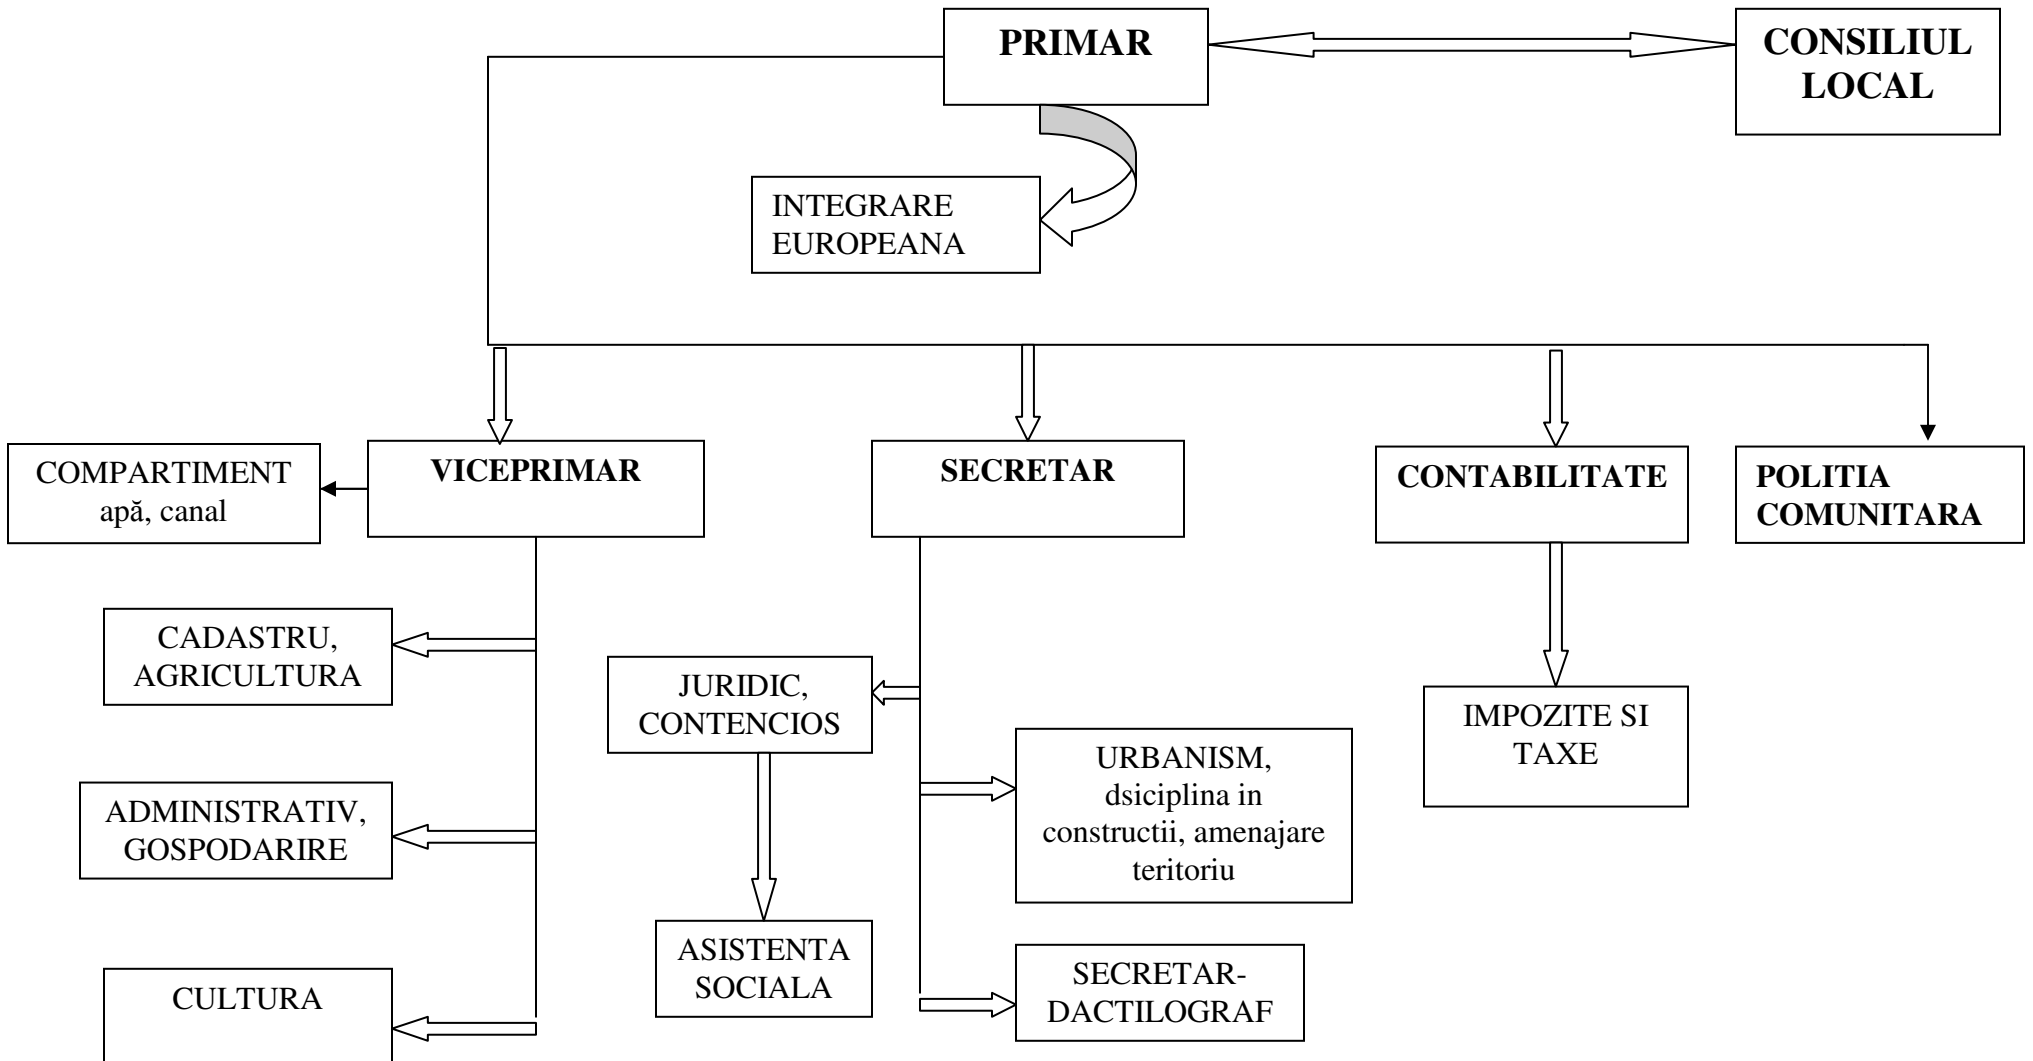 PRIMAR
CONSILIUL
LOCAL
INTEGRARE
EUROPEANA
COMPARTIMENT
apă, canal
VICEPRIMAR
SECRETAR
CONTABILITATE
POLITIA
COMUNITARA
CADASTRU,
AGRICULTURA
JURIDIC,
CONTENCIOS
URBANISM,
dsiciplina in
constructii, amenajare
teritoriu
IMPOZITE SI
TAXE
ADMINISTRATIV,
GOSPODARIRE
ASISTENTA
SOCIALA
SECRETAR-
DACTILOGRAF
CULTURA